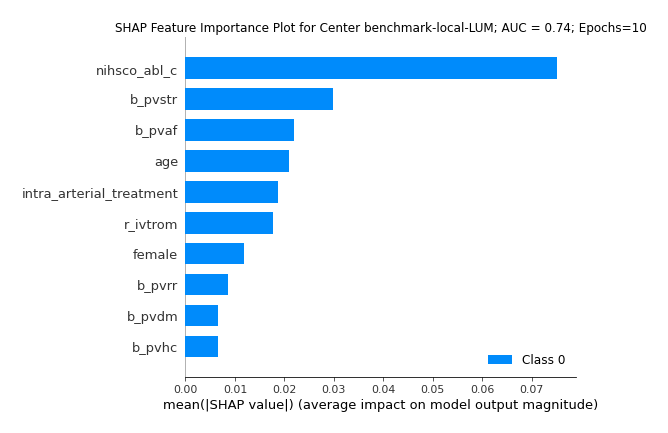 SHAP Feature Importance Plot for Center benchmark-local-LUM; AUC = 0.74; Epochs=10
nihsco_abl_c
b_pvstr
b_pvaf
age
intra_arterial_treatment
r_ivtrom
female
b_pvrr
b_pvdm
b_pvhc
Class 0
0.00 0.01 0.02 0.03 0.04 0.05 0.06 0.07
mean(|SHAP value|) (average impact on model output magnitude)